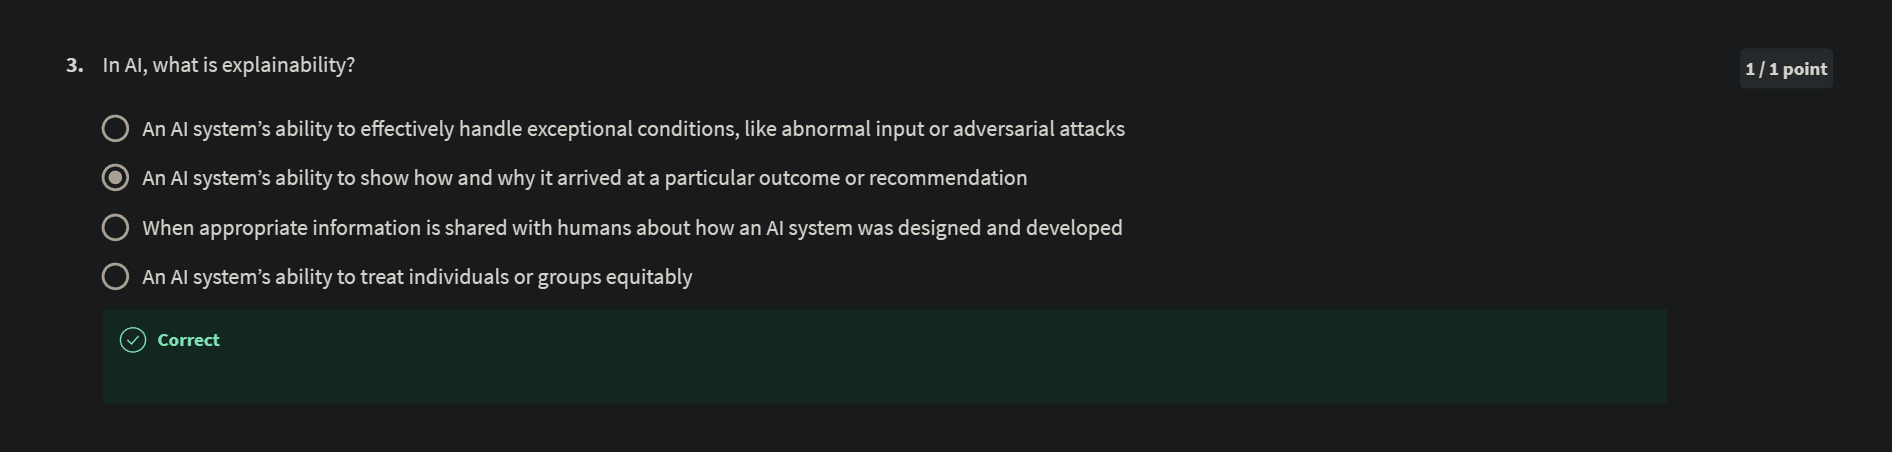 3. In AI, what is explainability?
1 / 1 point
An AI system’s ability to effectively handle exceptional conditions, like abnormal input or adversarial attacks
An AI system’s ability to show how and why it arrived at a particular outcome or recommendation
When appropriate information is shared with humans about how an AI system was designed and developed
An AI system’s ability to treat individuals or groups equitably
Correct